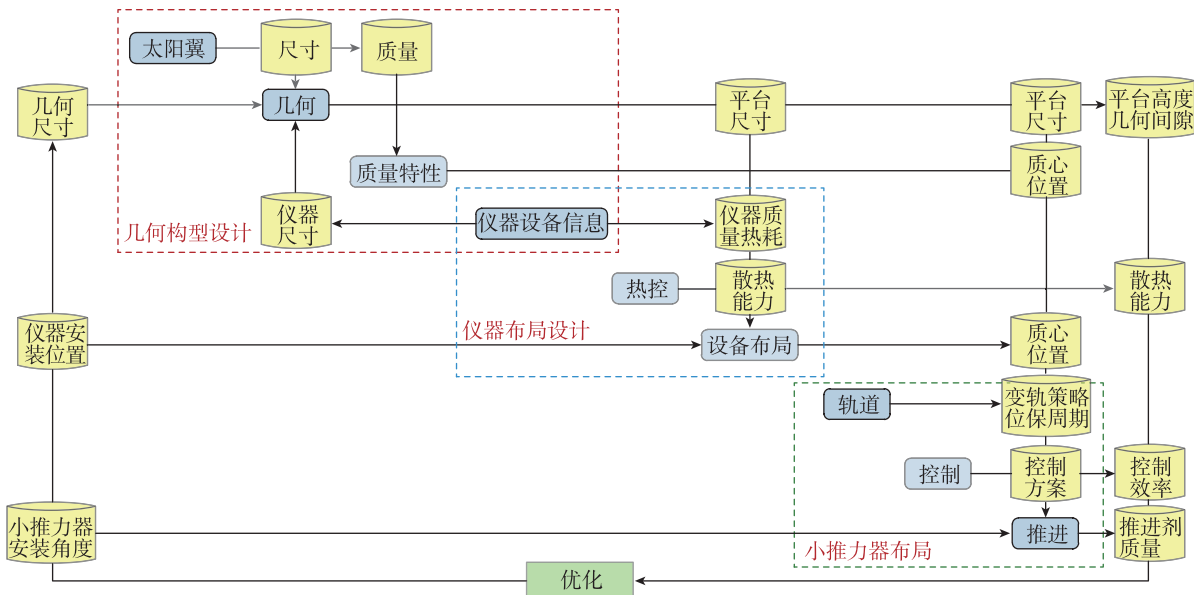 太阳翼
尺寸
质量
几何
尺寸
几何
平台
尺寸
平台
尺寸
平台高度
几何间隙
质量特性
质心
位置
几何构型设计
仪器
尺寸
仪器设备信息
仪器质
量热耗
热控
散热
能力
散热
能力
仪器安
装位置
仪器布局设计
设备布局
质心
位置
轨道
变轨策略
位保周期
控制
控制
方案
控制
效率
小推力器
安装角度
小推力器布局
推进
推进剂
质量
优化